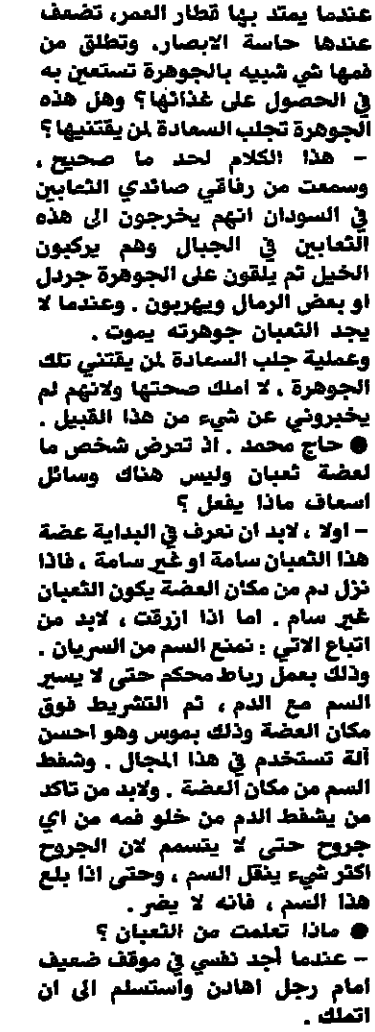 عندما يمتد بها قطار العمر، تضعف
عندها حاسة الابصار. وتطلق من
فمها شي شبيه بالجوهرة تستعين به
في الحصول على غذائها؟ وهل هذه
الجوهرة تجلب السعادة لمن يقتنيها؟
– هذا الكلام لحد ما صحيح ،
وسمعت من رفاقي صائدي الثعابين
في السودان انهم يخرجون الى هذه
الثعابين في الجبال وهم يركبون
الخيل ثم يلقون على الجوهرة جردل
او بعض الرمال ويهربون . وعندما لا
يجد الثعبان جوهرته يموت .
وعملية جلب السعادة لمن يقتني تلك
الجوهرة ، لا املك صحتها ولانهم لم
يخبروني عن شيء من هذا القبيل .
● حاج محمد . اذ تعرض شخص ما
لعضة ثعبان وليس هناك وسائل
اسعاف ماذا يفعل ؟
– اولا ، لابد ان نعرف في البداية عضة
هذا الثعبان سامة او غير سامة ، فاذا
نزل دم من مكان العضة يكون الثعبان
غير سام . اما اذا ازرقت ، لابد من
اتباع الاتي : نمنع السم من السريان .
وذلك بعمل رباط محكم حتى لا يسير
السم مع الدم ، ثم التشريط فوق
مكان العضة وذلك بموس وهو احسن
آلة تستخدم في هذا المجال . وشفط
السم من مكان العضة . ولابد من تاكد
من يشفط الدم من خلو فمه من اي
جروح حتى لا يتسمم لان الجروح
اكثر شيء ينقل السم ، وحتى اذا بلع
هذا السم ، فانه لا يضر .
● ماذا تعلمت من الثعبان ؟
– عندما أجد نفسي في موقف ضعيف
امام رجل اهادن وأستسلم الى ان
اتملك .